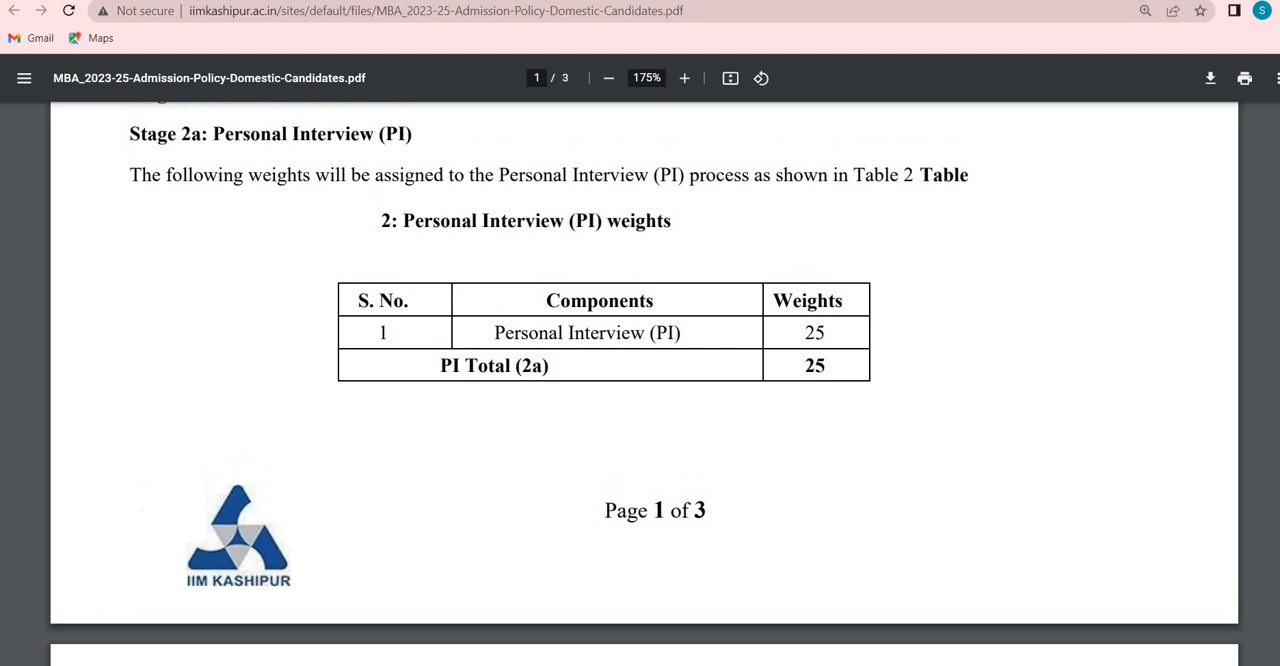 Not secure | iimkashipur.ac.in/sites/default/files/MBA_2023-25-Admission-Policy-Domestic-Candidates.pdf S
Gmail Maps
MBA_2023-25-Admission-Policy-Domestic-Candidates.pdf 1 / 3 | — 175% + |
Stage 2a: Personal Interview (PI)
The following weights will be assigned to the Personal Interview (PI) process as shown in Table 2 Table
2: Personal Interview (PI) weights
S. No. Components Weights
1 Personal Interview (PI) 25
PI Total (2a) 25
Page 1 of 3
IIM KASHIPUR